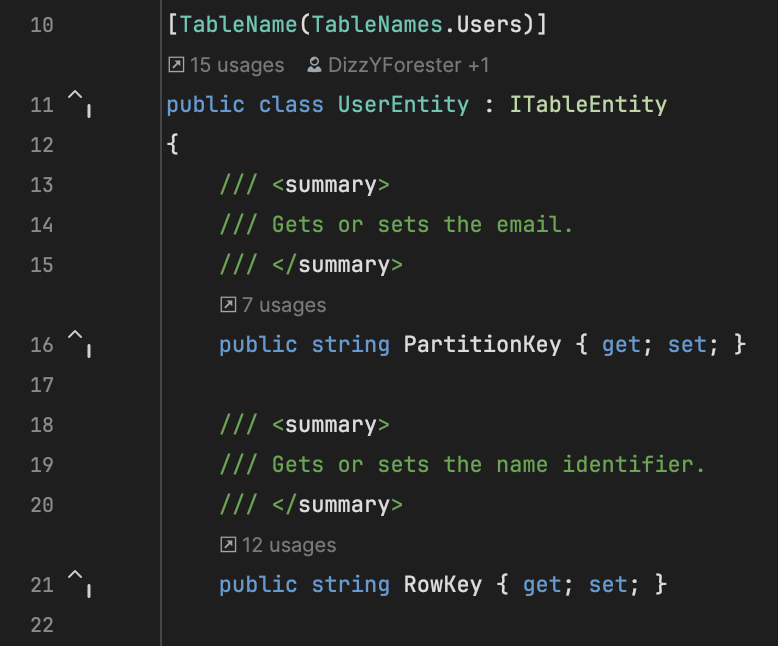 10 [TableName(TableNames.Users)]
15 usages DizzYForester +1
11 public class UserEntity : ITableEntity
12 {
13 /// <summary>
14 /// Gets or sets the email.
15 /// </summary>
7 usages
16 public string PartitionKey { get; set; }
17
18 /// <summary>
19 /// Gets or sets the name identifier.
20 /// </summary>
12 usages
21 public string RowKey { get; set; }
22